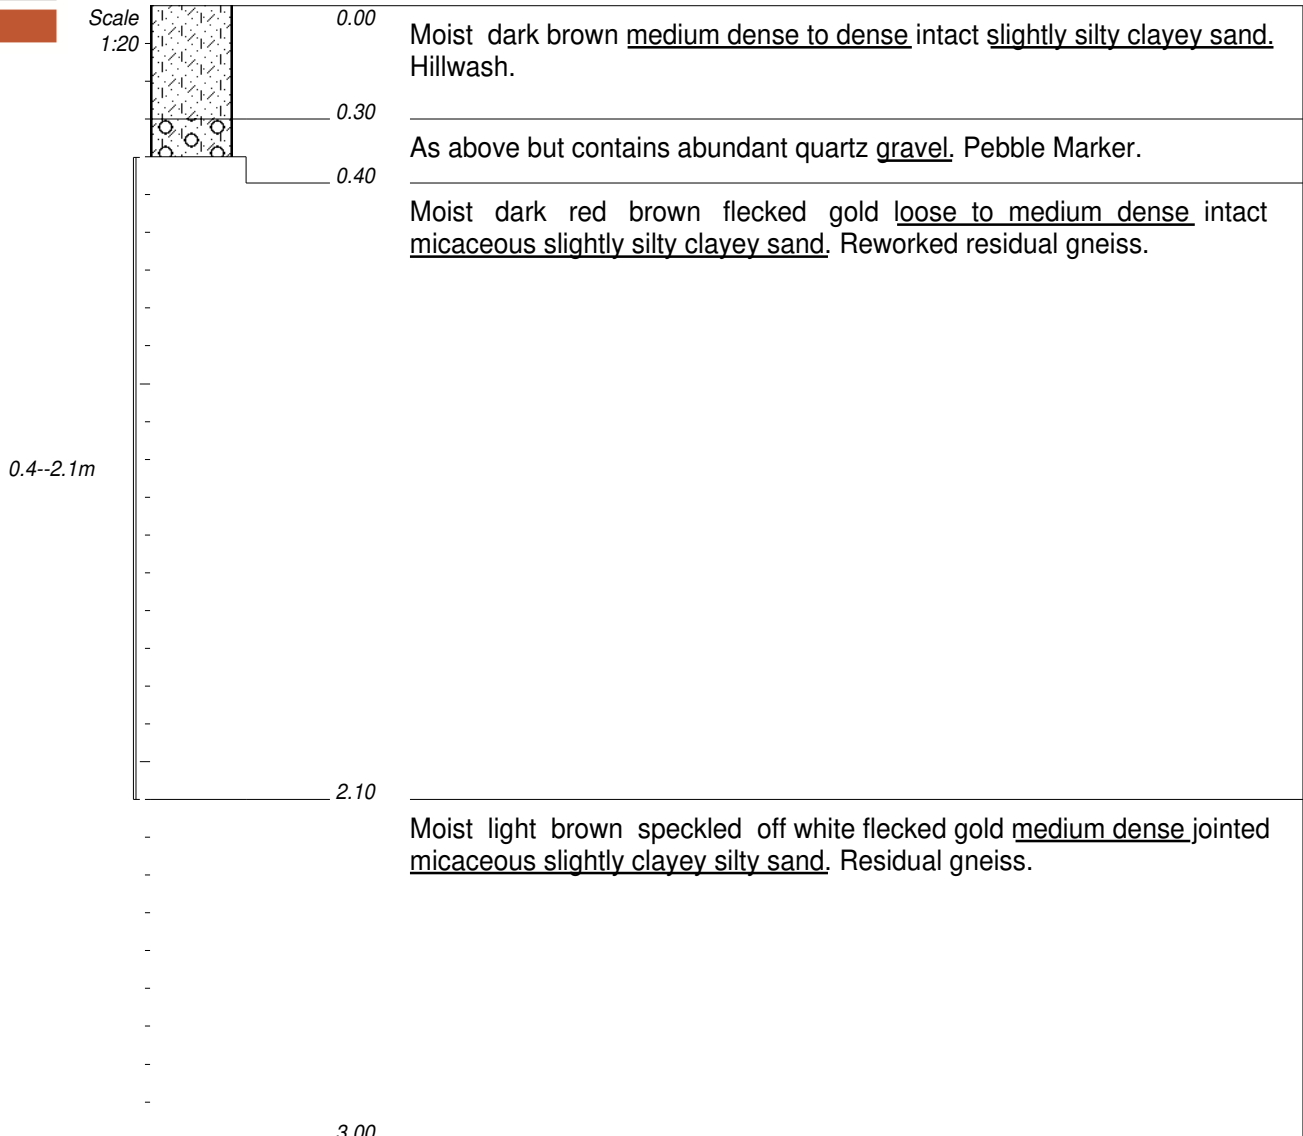 Scale
1:20
0.00
Moist dark brown medium dense to dense intact slightly silty clayey sand.
Hillwash.
0.30
As above but contains abundant quartz gravel. Pebble Marker.
0.40
Moist dark red brown flecked gold loose to medium dense intact
micaceous slightly silty clayey sand. Reworked residual gneiss.
0.4--2.1m
2.10
Moist light brown speckled off white flecked gold medium dense jointed
micaceous slightly clayey silty sand. Residual gneiss.
3.00